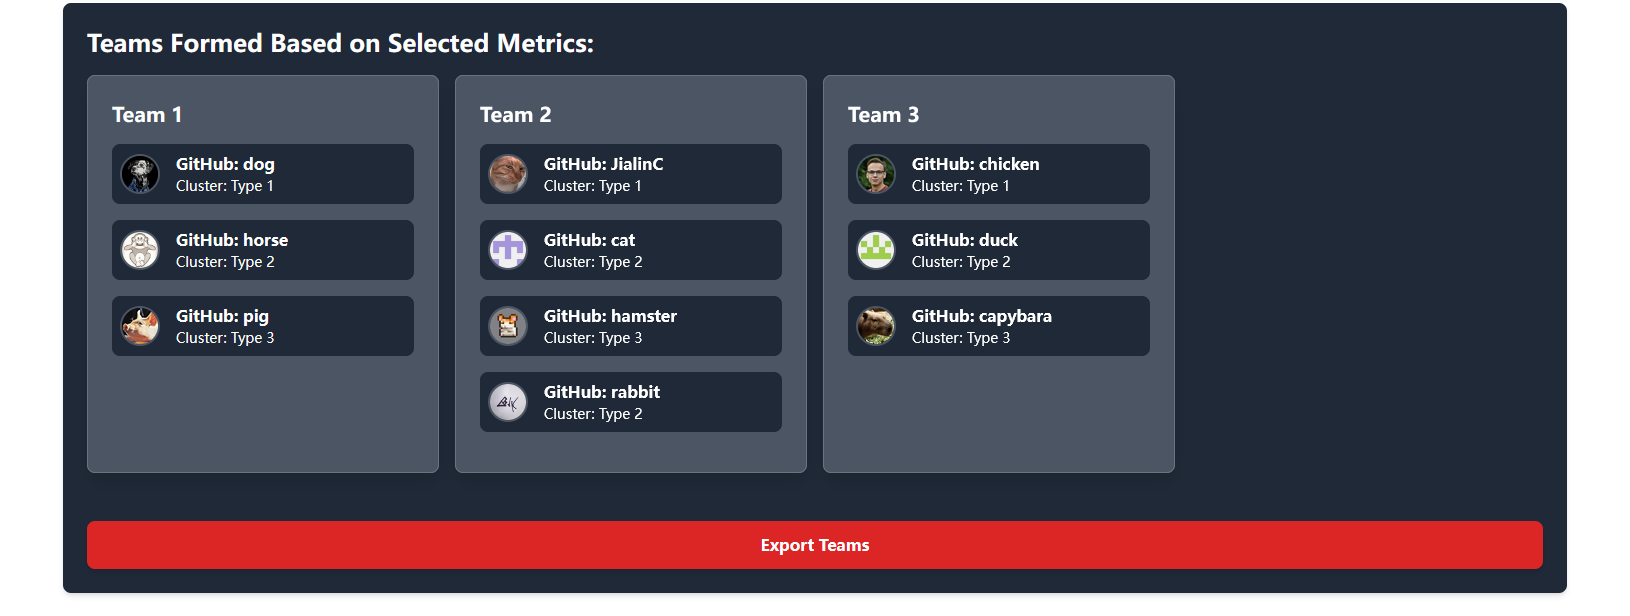 Teams Formed Based on Selected Metrics:
Team 1
GitHub: dog
Cluster: Type 1
GitHub: horse
Cluster: Type 2
GitHub: pig
Cluster: Type 3
Team 2
GitHub: JialinC
Cluster: Type 1
GitHub: cat
Cluster: Type 2
GitHub: hamster
Cluster: Type 3
GitHub: rabbit
Cluster: Type 2
Team 3
GitHub: chicken
Cluster: Type 1
GitHub: duck
Cluster: Type 2
GitHub: capybara
Cluster: Type 3
Export Teams